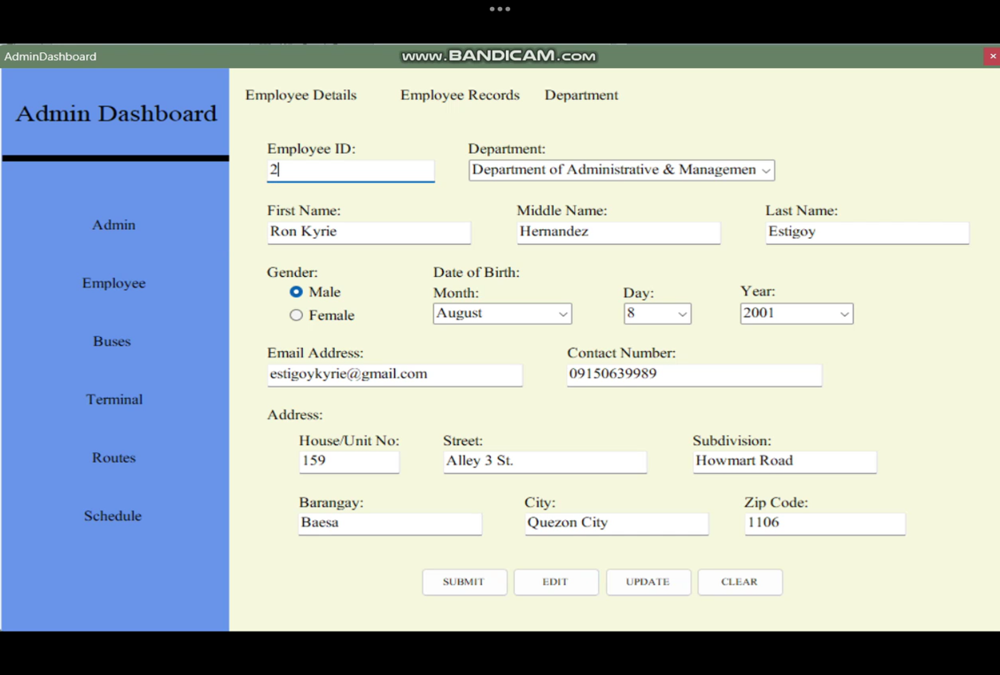 AdminDashboard
www.BANDICAM.com
Admin Dashboard
Admin
Employee
Buses
Terminal
Routes
Schedule
Employee Details Employee Records Department
Employee ID: Department:
2 Department of Administrative & Managemen
First Name: Middle Name: Last Name:
Ron Kyrie Hernandez Estigoy
Gender: Date of Birth:
Male Month: Day: Year:
Female August 8 2001
Email Address: Contact Number:
estigoykyrie@gmail.com 09150639989
Address:
House/Unit No: Street: Subdivision:
159 Alley 3 St. Howmart Road
Barangay: City: Zip Code:
Baesa Quezon City 1106
SUBMIT EDIT UPDATE CLEAR